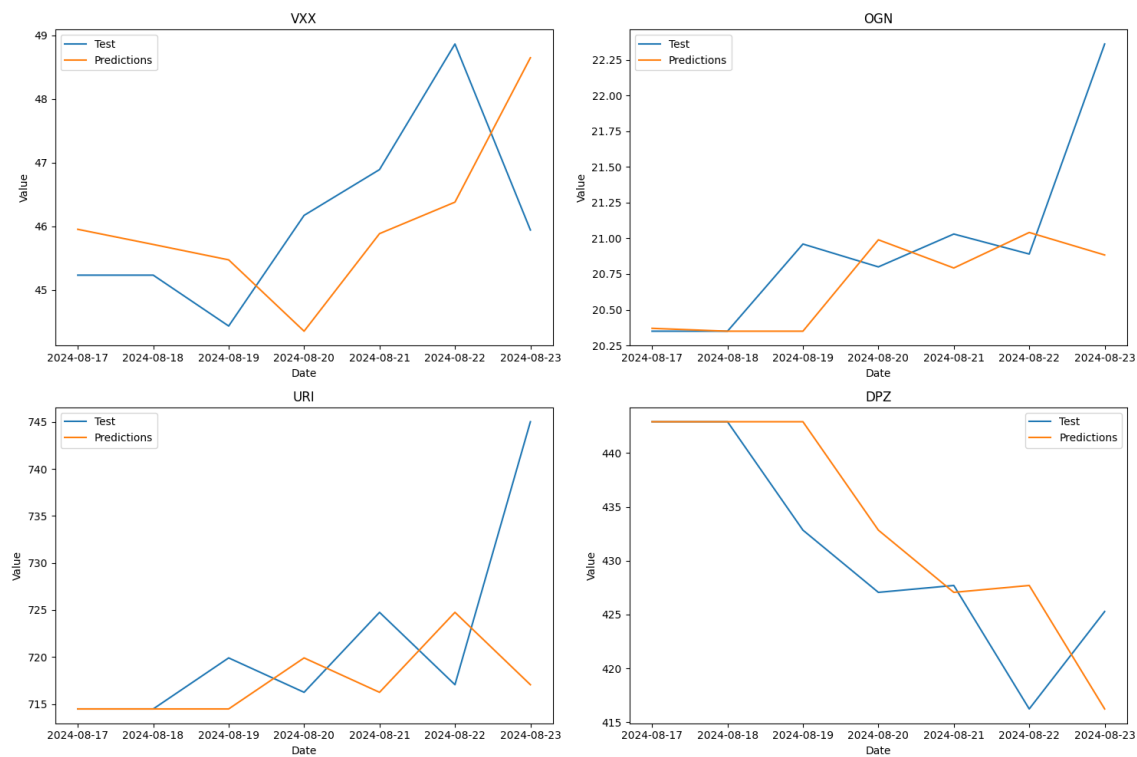 VXX
Test
Predictions
49
48
47
46
45
Value
2024-08-17 2024-08-18 2024-08-19 2024-08-20 2024-08-21 2024-08-22 2024-08-23
Date
OGN
Test
Predictions
22.25
22.00
21.75
21.50
21.25
21.00
20.75
20.50
20.25
Value
2024-08-17 2024-08-18 2024-08-19 2024-08-20 2024-08-21 2024-08-22 2024-08-23
Date
URI
Test
Predictions
745
740
735
730
725
720
715
Value
2024-08-17 2024-08-18 2024-08-19 2024-08-20 2024-08-21 2024-08-22 2024-08-23
Date
DPZ
Test
Predictions
440
435
430
425
420
415
Value
2024-08-17 2024-08-18 2024-08-19 2024-08-20 2024-08-21 2024-08-22 2024-08-23
Date